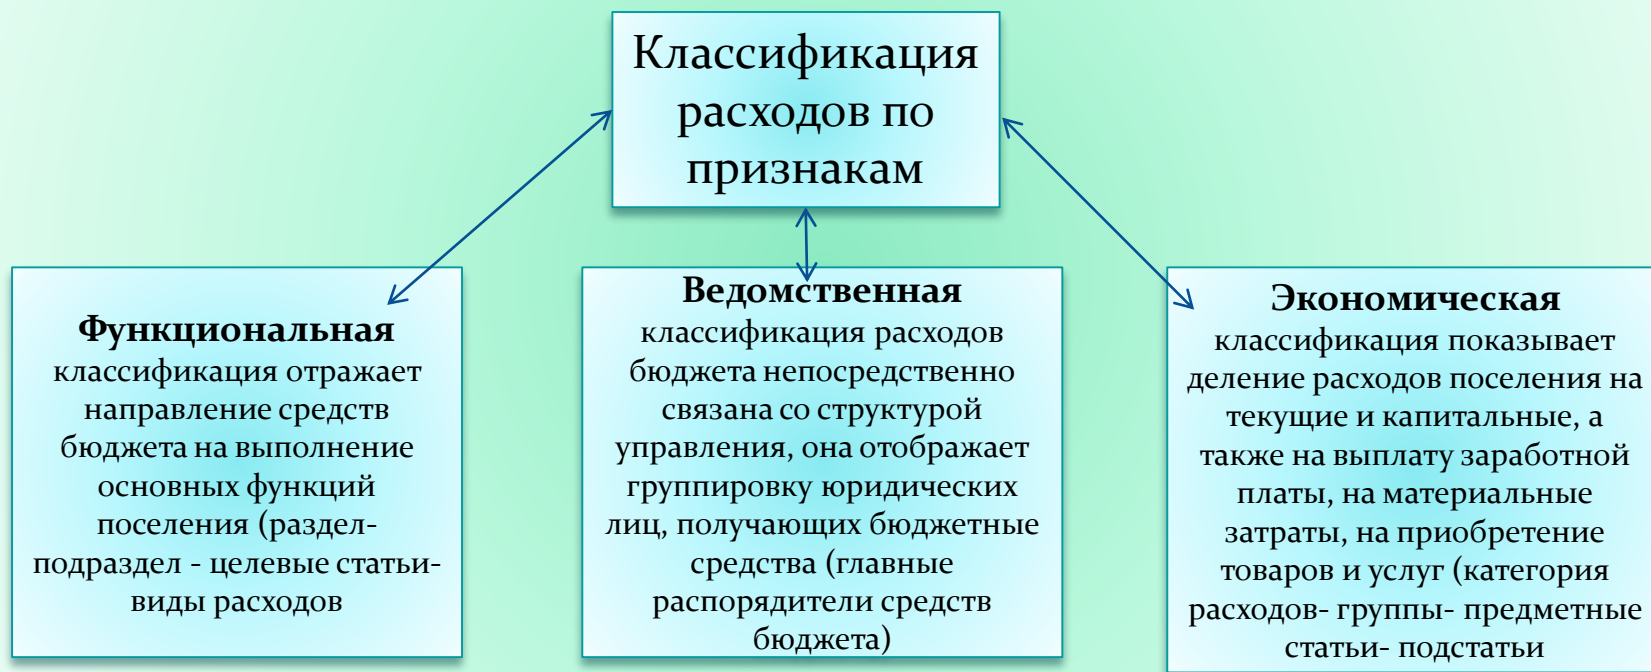 Классификация
расходов по
признакам
Функциональная
классификация отражает
направление средств
бюджета на выполнение
основных функций
поселения (раздел-
подраздел - целевые статьи-
виды расходов
Ведомственная
классификация расходов
бюджета непосредственно
связана со структурой
управления, она отображает
группировку юридических
лиц, получающих бюджетные
средства (главные
распорядители средств
бюджета)
Экономическая
классификация показывает
деление расходов поселения на
текущие и капитальные, а
также на выплату заработной
платы, на материальные
затраты, на приобретение
товаров и услуг (категория
расходов- группы- предметные
статьи- подстатьи